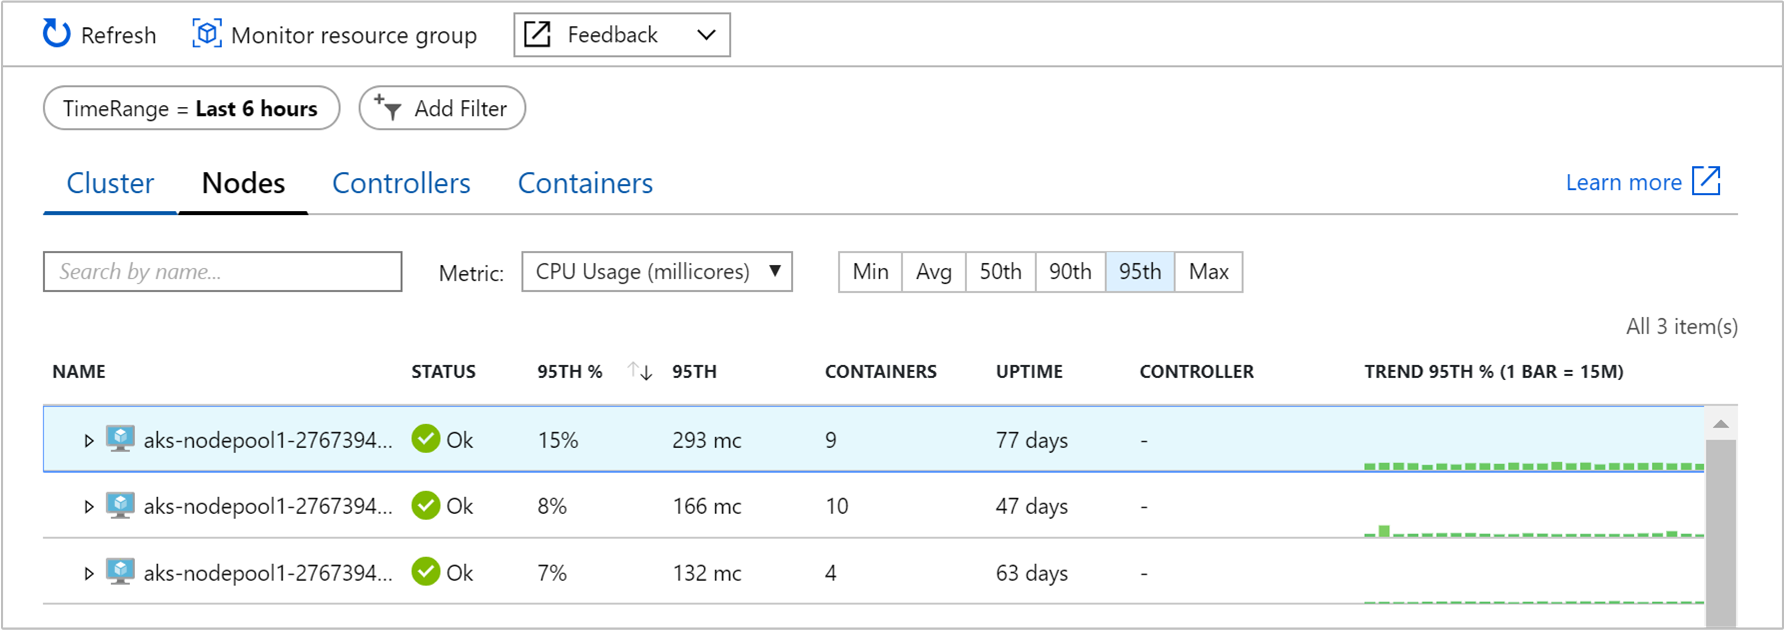 Refresh Monitor resource group Feedback
TimeRange = Last 6 hours Add Filter
Cluster Nodes Controllers Containers Learn more
Search by name... Metric: CPU Usage (millicores) Min Avg 50th 90th 95th Max
All 3 item(s)
NAME STATUS 95TH % 95TH CONTAINERS UPTIME CONTROLLER TREND 95TH % (1 BAR = 15M)
aks-nodepool1-2767394... Ok 15% 293 mc 9 77 days -
aks-nodepool1-2767394... Ok 8% 166 mc 10 47 days -
aks-nodepool1-2767394... Ok 7% 132 mc 4 63 days -